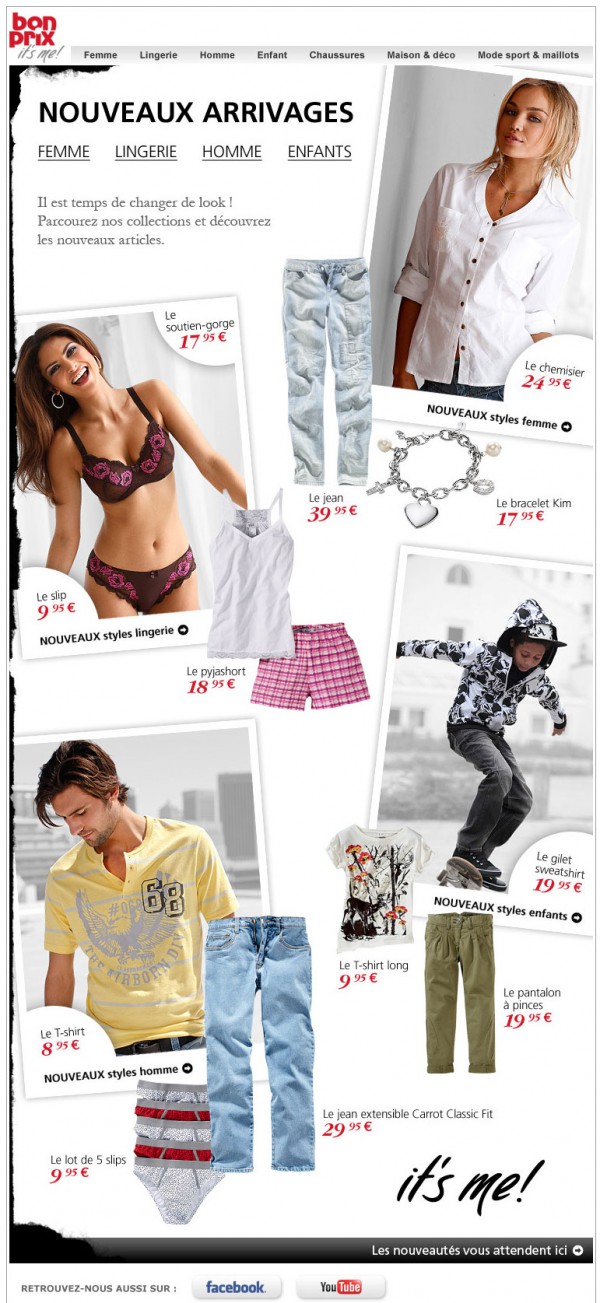 bon
prix
it's me!
Femme Lingerie Homme Enfant Chaussures Maison & déco Mode sport & maillots
NOUVEAUX ARRIVAGES
FEMME LINGERIE HOMME ENFANTS
Il est temps de changer de look !
Parcourez nos collections et découvrez
les nouveaux articles.
Le chemisier
24 95 €
NOUVEAUX styles femme
Le
soutien-gorge
17 95 €
Le jean
39 95 €
Le bracelet Kim
17 95 €
Le slip
9 95 €
NOUVEAUX styles lingerie
Le pyjashort
18 95 €
Le gilet
sweatshirt
19 95 €
NOUVEAUX styles enfants
68
THE AIRBORN DIV
Le T-shirt long
9 95 €
Le pantalon
à pinces
19 95 €
Le T-shirt
8 95 €
NOUVEAUX styles homme
Le jean extensible Carrot Classic Fit
29 95 €
Le lot de 5 slips
9 95 €
it's me!
Les nouveautés vous attendent ici
RETROUVEZ-NOUS AUSSI SUR :
facebook.
YouTube